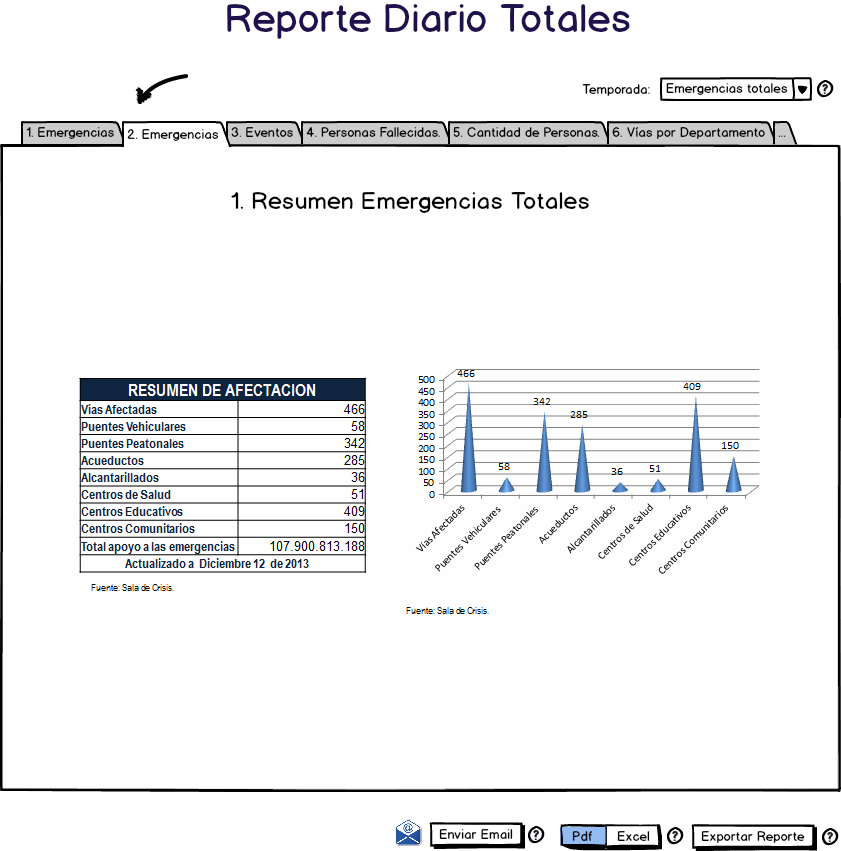 Reporte Diario Totales
Temporada: Emergencias totales ?
1. Emergencias 2. Emergencias 3. Eventos 4. Personas Fallecidas. 5. Cantidad de Personas. 6. Vías por Departamento ...
1. Resumen Emergencias Totales
RESUMEN DE AFECTACION
Vías Afectadas 466
Puentes Vehiculares 58
Puentes Peatonales 342
Acueductos 285
Alcantarillados 36
Centros de Salud 51
Centros Educativos 409
Centros Comunitarios 150
Total apoyo a las emergencias 107.900.813.188
Actualizado a Diciembre 12 de 2013
Fuente: Sala de Crisis.
500
450
400
350
300
250
200
150
100
50
0
466
58
342
285
36
51
409
150
Vías Afectadas
Puentes Vehiculares
Puentes Peatonales
Acueductos
Alcantarillados
Centros de Salud
Centros Educativos
Centros Comunitarios
Fuente: Sala de Crisis.
@ Enviar Email ? Pdf Excel ? Exportar Reporte ?